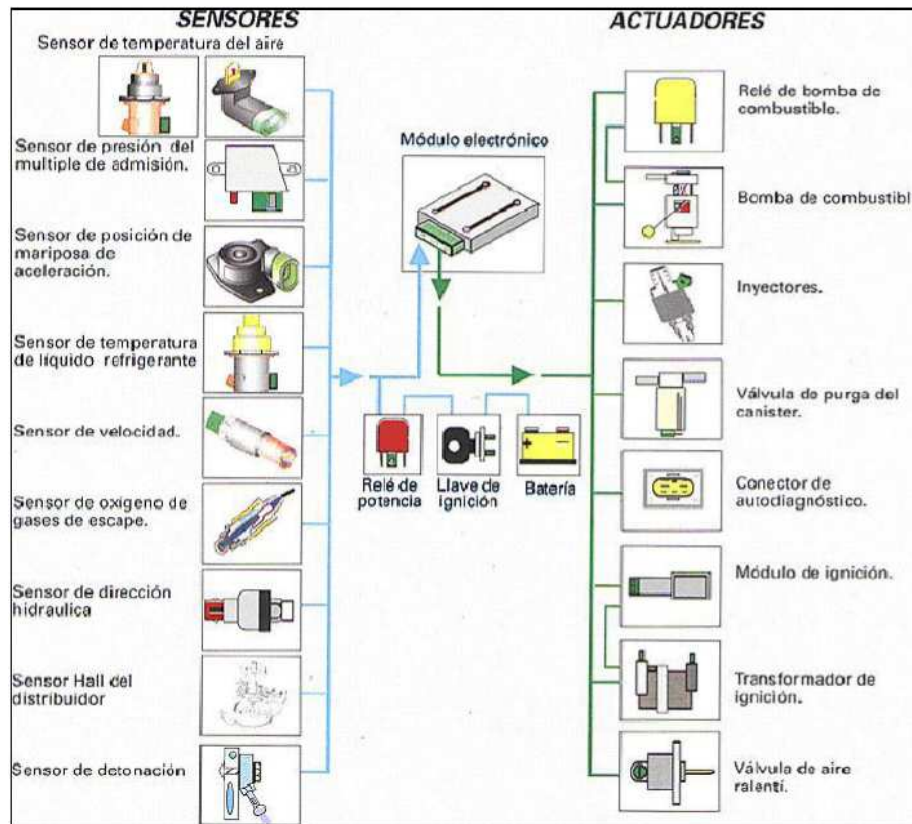 SENSORES
Sensor de temperatura del aire
Sensor de presión del
multiple de admisión.
Sensor de posición de
mariposa de
aceleración.
Sensor de temperatura
de líquido refrigerante
Sensor de velocidad.
Sensor de oxigeno de
gases de escape.
Sensor de dirección
hidraulica
Sensor Hall del
distribuidor
Sensor de detonación
Módulo electrónico
Relé de
potencia
Llave de
ignición
Batería
ACTUADORES
Relé de bomba de
combustible.
Bomba de combustibl
Inyectores.
Válvula de purga del
canister.
Conector de
autodiagnóstico.
Módulo de ignición.
Transformador de
ignición.
Válvula de aire
ralentí.